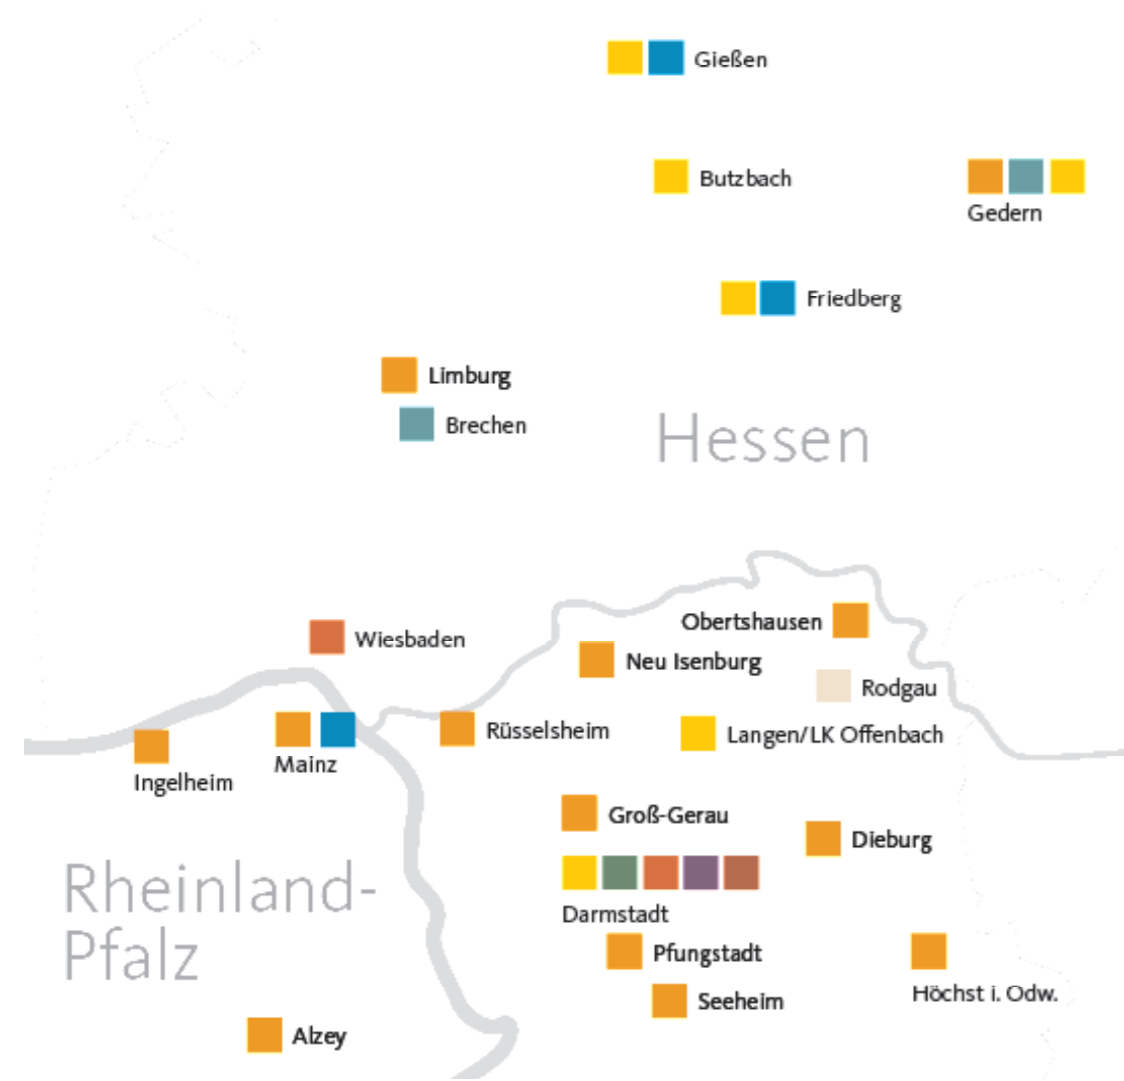 Gießen
Butzbach
Gedern
Friedberg
Limburg
Brechen
Hessen
Obertshausen
Wiesbaden
Neu Isenburg
Rodgau
Rüsselsheim
Langen/LK Offenbach
Mainz
Ingelheim
Groß-Gerau
Dieburg
Rheinland-
Pfalz
Darmstadt
Pfungstadt
Höchst i. Odw.
Seeheim
Alzey